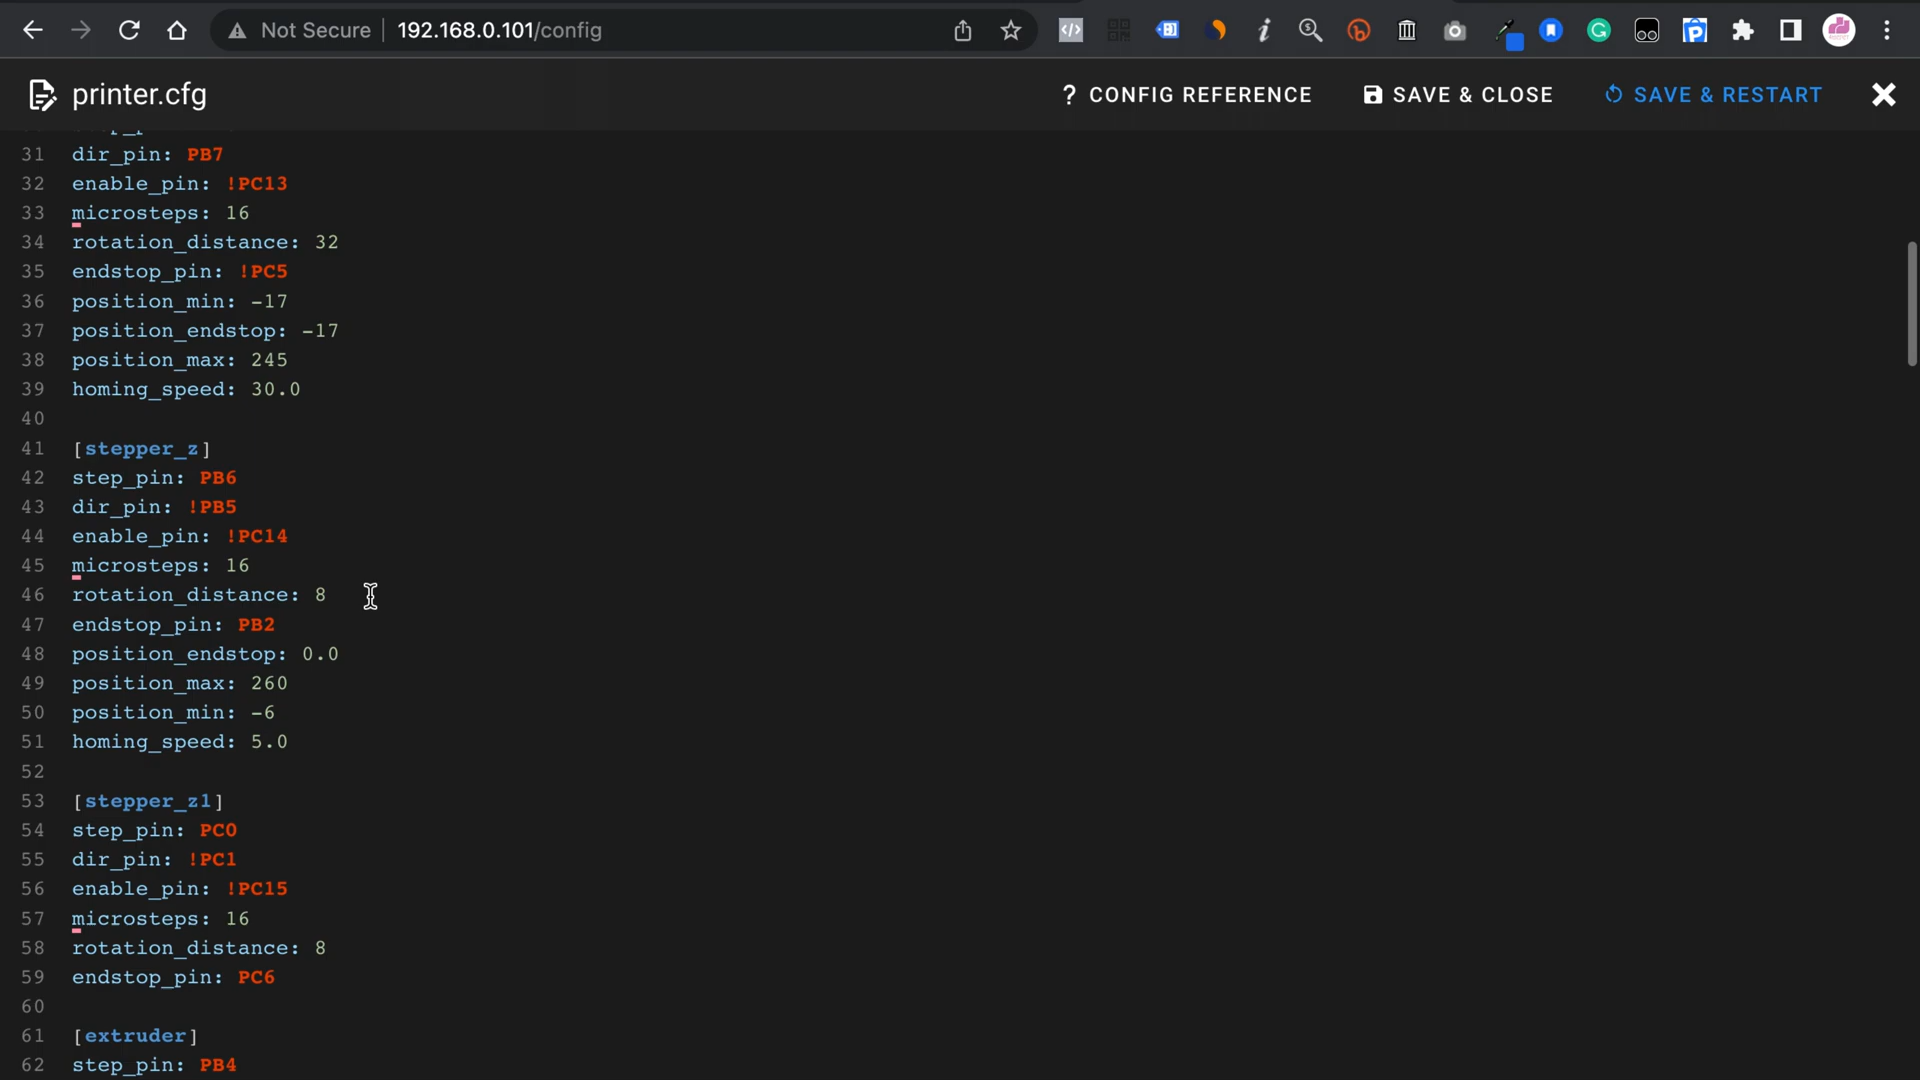 Not Secure | 192.168.0.101/config
printer.cfg
? CONFIG REFERENCE
SAVE & CLOSE
SAVE & RESTART
31 dir_pin: PB7
32 enable_pin: !PC13
33 microsteps: 16
34 rotation_distance: 32
35 endstop_pin: !PC5
36 position_min: -17
37 position_endstop: -17
38 position_max: 245
39 homing_speed: 30.0
40
41 [stepper_z]
42 step_pin: PB6
43 dir_pin: !PB5
44 enable_pin: !PC14
45 microsteps: 16
46 rotation_distance: 8
47 endstop_pin: PB2
48 position_endstop: 0.0
49 position_max: 260
50 position_min: -6
51 homing_speed: 5.0
52
53 [stepper_z1]
54 step_pin: PC0
55 dir_pin: !PC1
56 enable_pin: !PC15
57 microsteps: 16
58 rotation_distance: 8
59 endstop_pin: PC6
60
61 [extruder]
62 step_pin: PB4